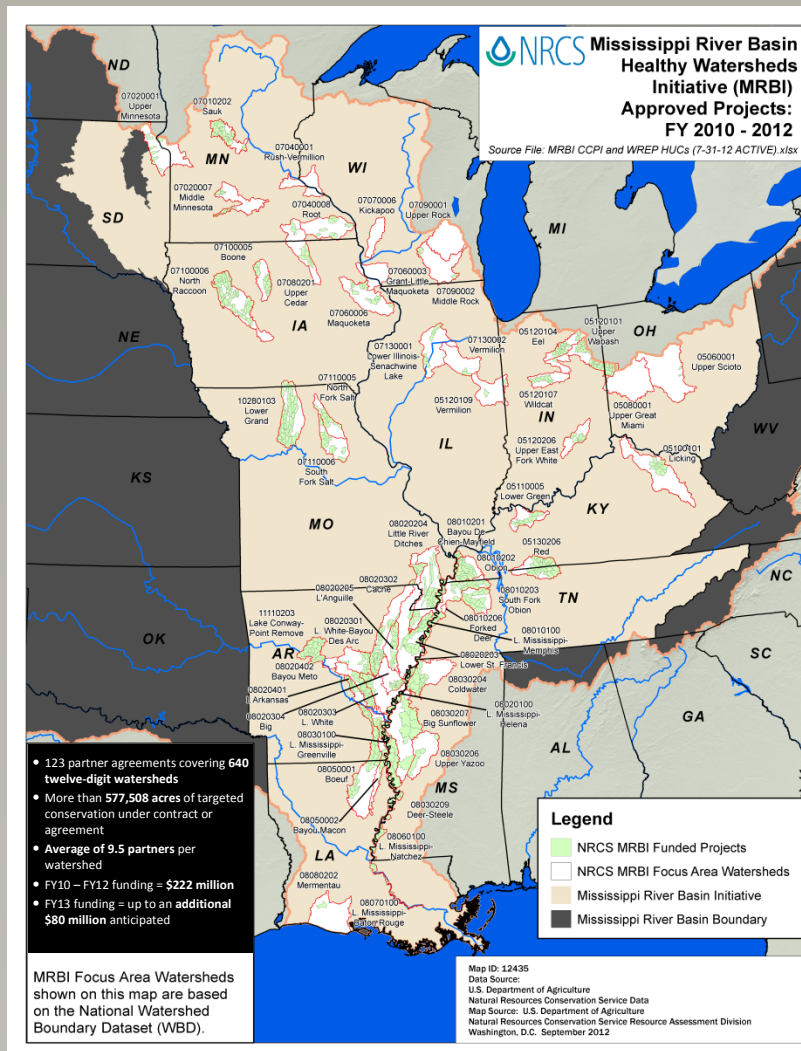 NRCS
Mississippi River Basin
Healthy Watersheds
Initiative (MRBI)
Approved Projects:
FY 2010 - 2012
Source File: MRBI CCPI and WREP HUCs (7-31-12 ACTIVE).xlsx
ND
07020001
Upper
Minnesota
07010202
Sauk
MN
07040001
Rush-Vermillion
WI
07020007
Middle
Minnesota
07040008
Root
07070006
Kickapoo
07090001
Upper Rock
MI
SD
07100005
Boone
07100006
North
Raccoon
07080201
Upper
Cedar
07060003
Grant-Little
Maquoketa
07090002
Middle Rock
IA
07060006
Maquoketa
NE
07130001
Lower Illinois-
Senachwine
Lake
07130002
Vermilion
05120104
Eel
05120101
Upper
Wabash
OH
05060001
Upper Scioto
07110005
North
Fork Salt
10280103
Lower
Grand
05120109
Vermilion
05120107
Wildcat
05080001
Upper Great
Miami
IN
IL
05120206
Upper East
Fork White
WV
07110006
South
Fork Salt
05100101
Licking
KS
05110005
Lower Green
KY
MO
08020204
Little River
Ditches
08010201
Bayou De
Chien-Mayfield
05130206
Red
08010202
Obion
08020302
Cache
08020205
L'Anguille
08010203
South Fork
Obion
TN
NC
11110203
Lake Conway-
Point Remove
08020301
L. White-Bayou
Des Arc
08010206
Forked
Deer
08010100
L. Mississippi-
Memphis
OK
AR
08020402
Bayou Meto
08020203
Lower St. Francis
SC
08030204
Coldwater
08020401
L Arkansas
08020303
L. White
08020100
L. Mississippi-
Helena
08020304
Big
08030207
Big Sunflower
GA
AL
08030100
L. Mississippi-
Greenville
08030206
Upper Yazoo
08050001
Boeuf
MS
08050002
Bayou Macon
08030209
Deer-Steele
08060100
L. Mississippi-
Natchez
LA
08080202
Mermentau
08070100
L. Mississippi-
Baton Rouge
• 123 partner agreements covering 640
twelve-digit watersheds
• More than 577,508 acres of targeted
conservation under contract or
agreement
• Average of 9.5 partners per
watershed
• FY10 – FY12 funding = $222 million
• FY13 funding = up to an additional
$80 million anticipated
MRBI Focus Area Watersheds
shown on this map are based
on the National Watershed
Boundary Dataset (WBD).
Legend
NRCS MRBI Funded Projects
NRCS MRBI Focus Area Watersheds
Mississippi River Basin Initiative
Mississippi River Basin Boundary
Map ID: 12435
Data Source:
U.S. Department of Agriculture
Natural Resources Conservation Service Data
Map Source: U.S. Department of Agriculture
Natural Resources Conservation Service Resource Assessment Division
Washington, D.C. September 2012